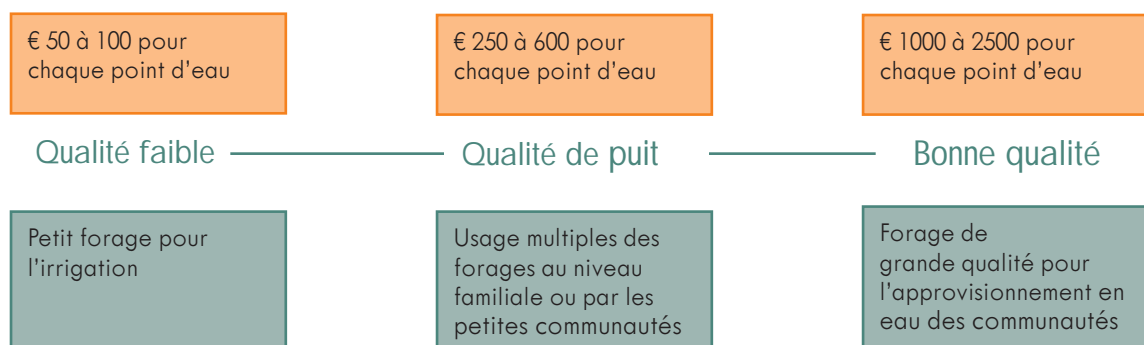 € 50 à 100 pour
chaque point d'eau
€ 250 à 600 pour
chaque point d'eau
€ 1000 à 2500 pour
chaque point d'eau
Qualité faible
Qualité de puit
Bonne qualité
Petit forage pour
l'irrigation
Usage multiples des
forages au niveau
familiale ou par les
petites communautés
Forage de
grande qualité pour
l'approvisionnement en
eau des communautés